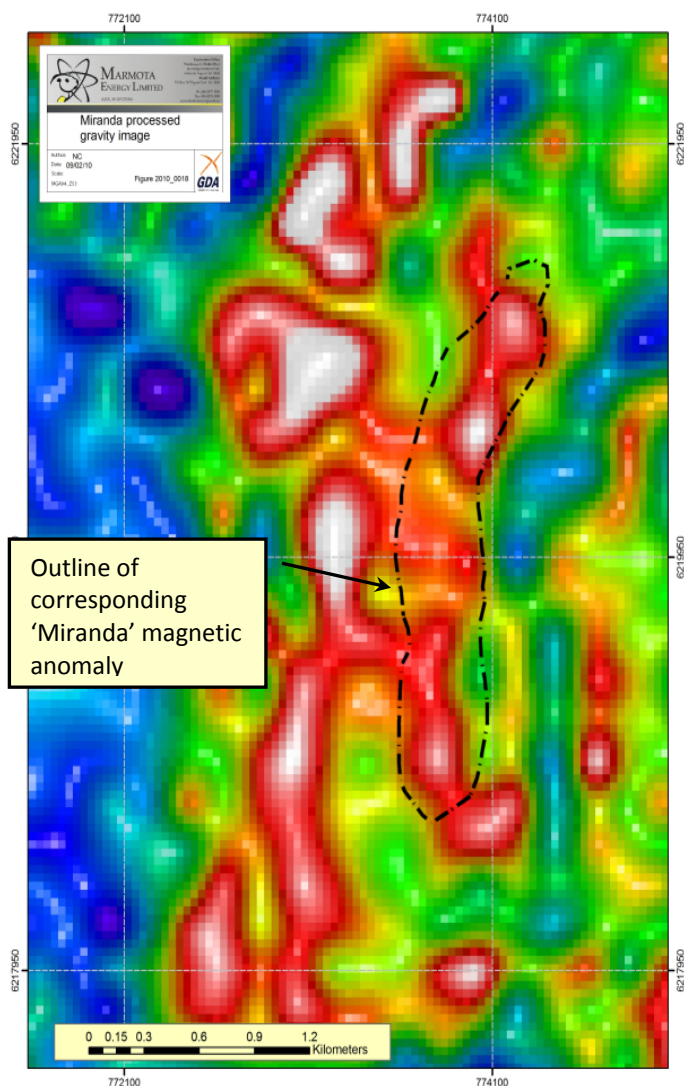 772100
774100
MARMOTA
ENERGY LIMITED
Miranda processed
gravity image
Author: NC
Date: 09/02/10
Scale:
Figure 2010_0018
GDA
6221950
6221950
Outline of
corresponding
‘Miranda’ magnetic
anomaly
6219950
6219950
6217950
6217950
0 0.15 0.3 0.6 0.9 1.2
Kilometers
772100
774100